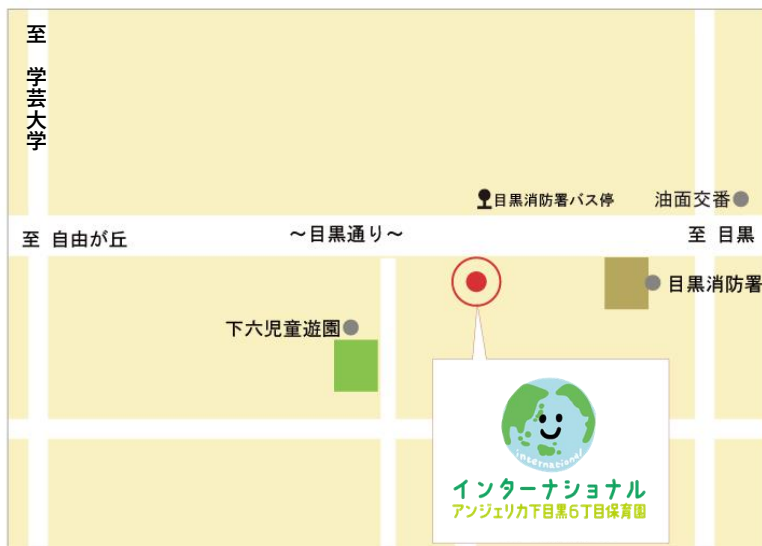 至 学芸大学
目黒消防署バス停
油面交番
至 自由が丘
～目黒通り～
至 目黒
目黒消防署
下六児童遊園
internasional
インターナショナル
アンジェリカ下目黒6丁目保育園